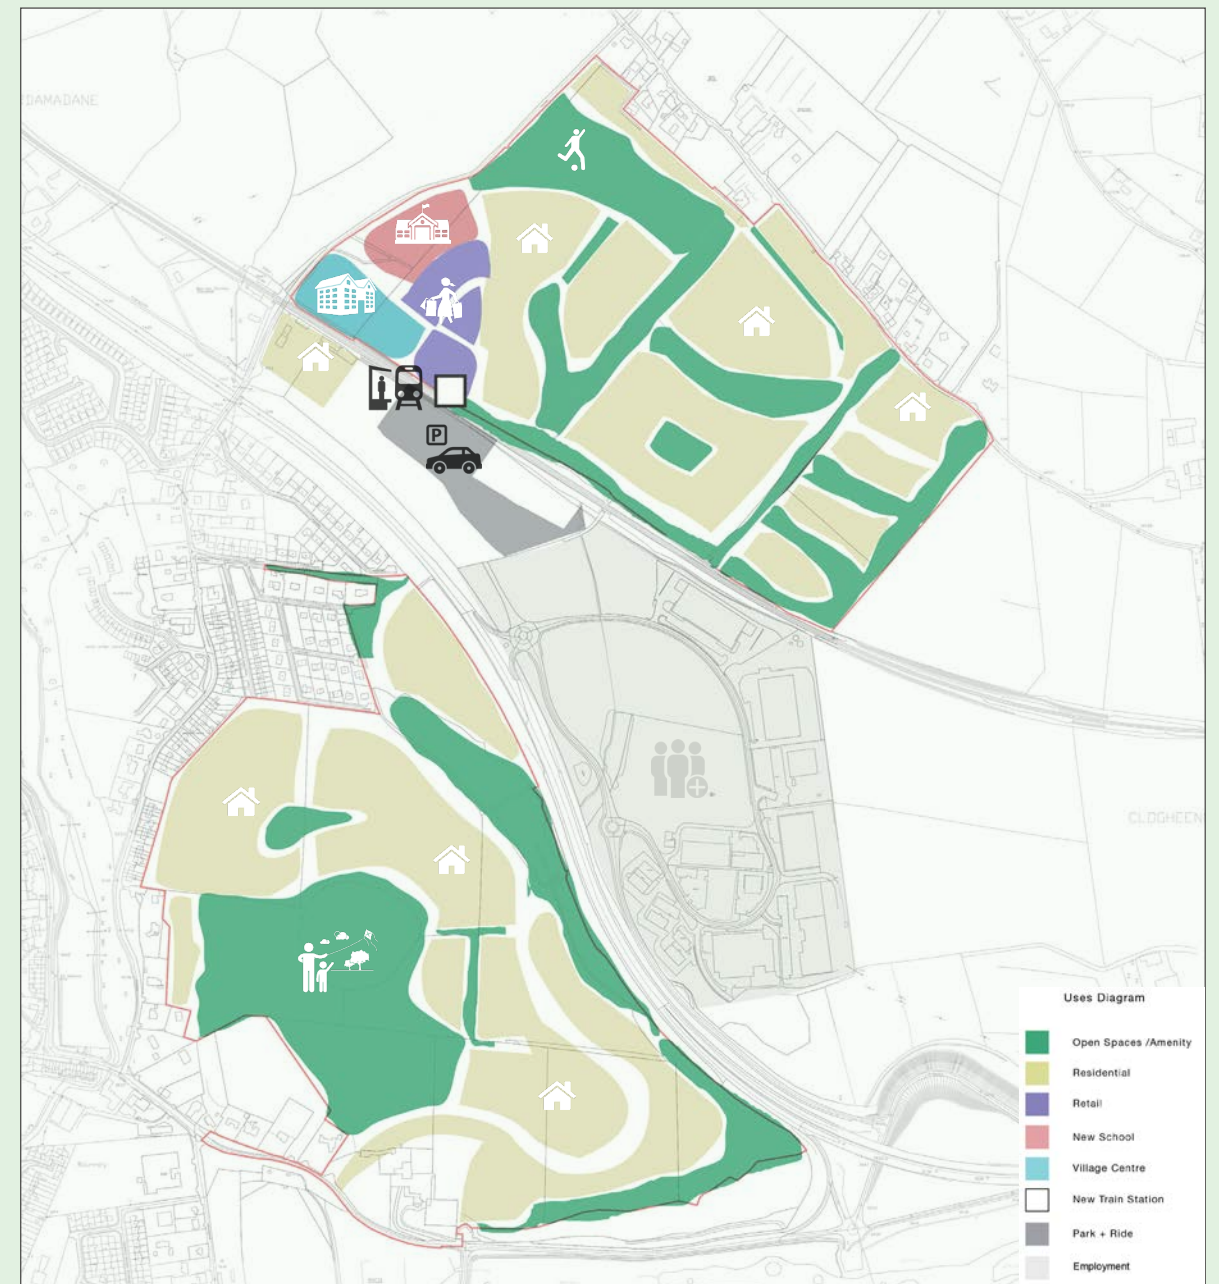 DAMADANE
P
CLOGHEEN
Uses Diagram
Open Spaces /Amenity
Residential
Retail
New School
Village Centre
New Train Station
Park + Ride
Employment